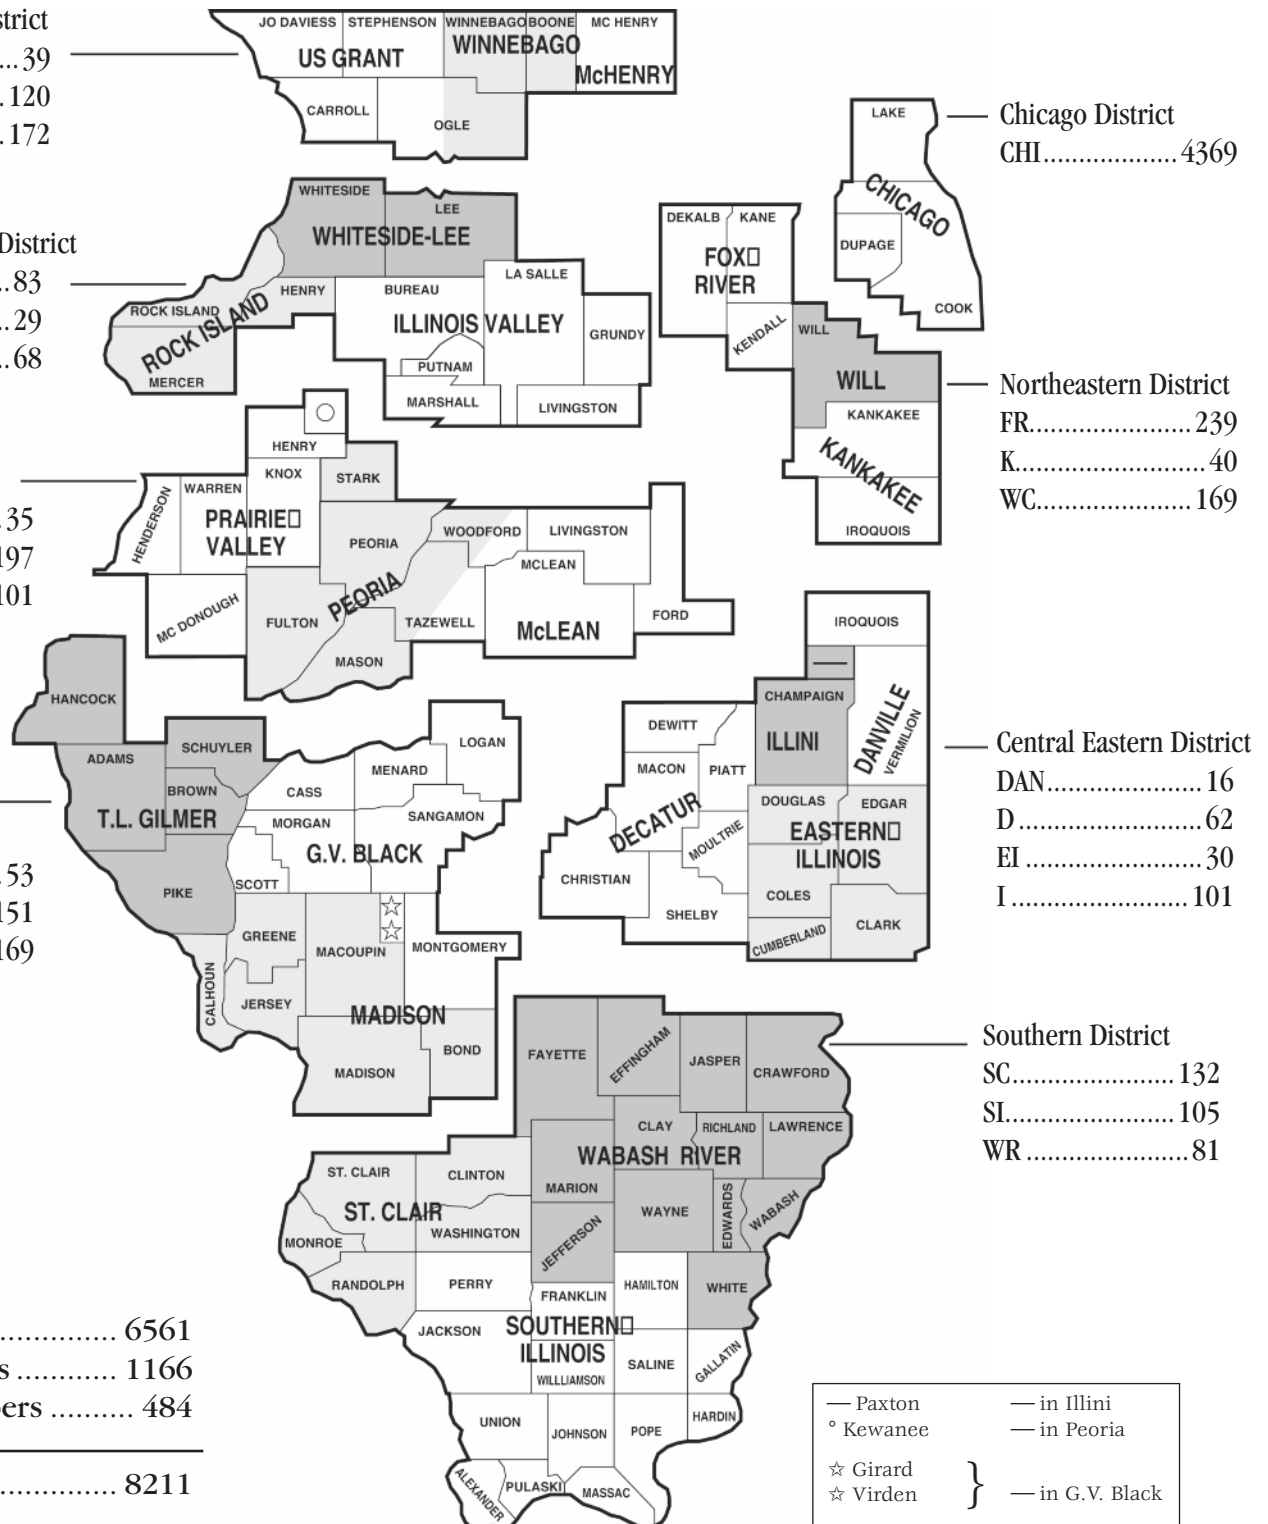 strict
...39
.120
..172
JO DAVIESS STEPHENSON WINNEBAGO BOONE MC HENRY
US GRANT WINNEBAGO McHENRY
CARROLL OGLE
LAKE
CHICAGO
DUPAGE
COOK
Chicago District
CHI...................4369
District
..83
..29
..68
WHITESIDE
LEE
WHITESIDE-LEE
LA SALLE
ROCK ISLAND HENRY BUREAU
ROCK ISLAND ILLINOIS VALLEY
GRUNDY
PUTNAM
MERCER MARSHALL LIVINGSTON
DEKALB KANE
FOX□
RIVER
KENDALL WILL
WILL
KANKAKEE
KANKAKEE
IROQUOIS
Northeastern District
FR.......................239
K...........................40
WC......................169
.35
197
101
HENRY
KNOX STARK
HENDERSON WARREN
PRAIRIE□
VALLEY
PEORIA WOODFORD LIVINGSTON
MCLEAN
PEORIA
MC DONOUGH FULTON TAZEWELL McLEAN FORD
MASON
IROQUOIS
CHAMPAIGN
DEWITT ILLINI DANVILLE
VERMILION
MACON PIATT
DOUGLAS EDGAR
DECATUR MOULTRIE EASTERN□
ILLINOIS
CHRISTIAN COLES
SHELBY CLARK
CUMBERLAND
Central Eastern District
DAN.......................16
D ...........................62
EI ..........................30
I .........................101
.53
151
169
HANCOCK
ADAMS SCHUYLER LOGAN
MENARD
BROWN CASS
T.L. GILMER MORGAN SANGAMON
G.V. BLACK
PIKE SCOTT
☆
☆
GREENE MACOUPIN MONTGOMERY
CALHOUN JERSEY
MADISON
BOND
MADISON
FAYETTE EFFINGHAM JASPER CRAWFORD
CLAY RICHLAND LAWRENCE
WABASH RIVER
MARION
WAYNE EDWARDS WABASH
JEFFERSON
ST. CLAIR CLINTON
ST. CLAIR
WASHINGTON
MONROE
RANDOLPH PERRY HAMILTON WHITE
FRANKLIN
JACKSON SOUTHERN□
ILLINOIS
SALINE GALLATIN
WILLLIAMSON
UNION JOHNSON POPE HARDIN
ALEXANDER PULASKI MASSAC
Southern District
SC.......................132
SI.......................105
WR .......................81
.............. 6561
s ............ 1166
ers .......... 484
.............. 8211
— Paxton — in Illini
° Kewanee — in Peoria
☆ Girard
☆ Virden } — in G.V. Black